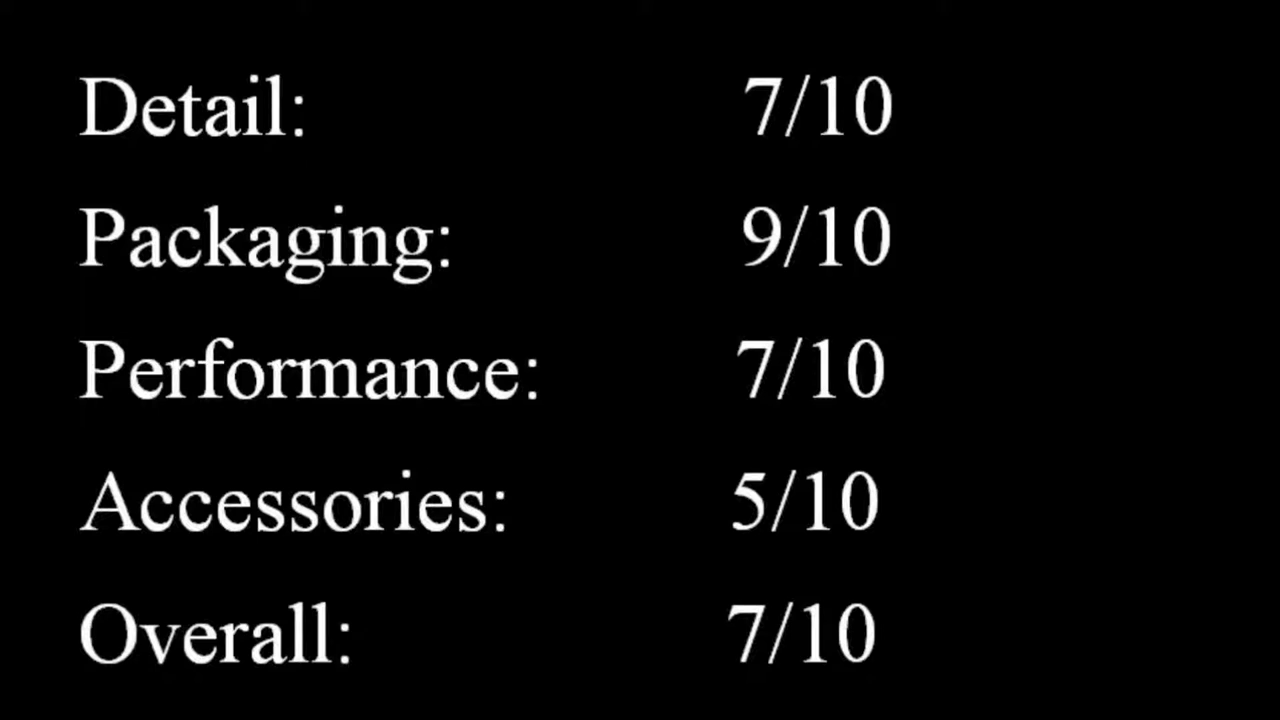 Detail: 7/10
Packaging: 9/10
Performance: 7/10
Accessories: 5/10
Overall: 7/10